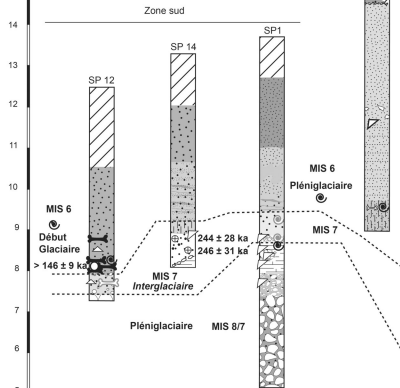 Zone sud
14
13
12
11
10
9
8
7
6
SP 12
SP 14
SP1
MIS 6
Début
Glaciaire
> 146 ± 9 ka
244 ± 28 ka
246 ± 31 ka
MIS 7
Interglaciaire
MIS 6
Pléniglaciaire
MIS 7
Pléniglaciaire MIS 8/7